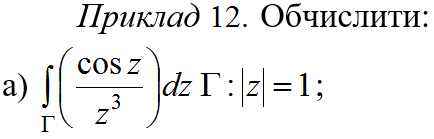 Приклад 12. Обчислити:
а) ∫_Γ (cos z / z³) dz Γ : |z| = 1;